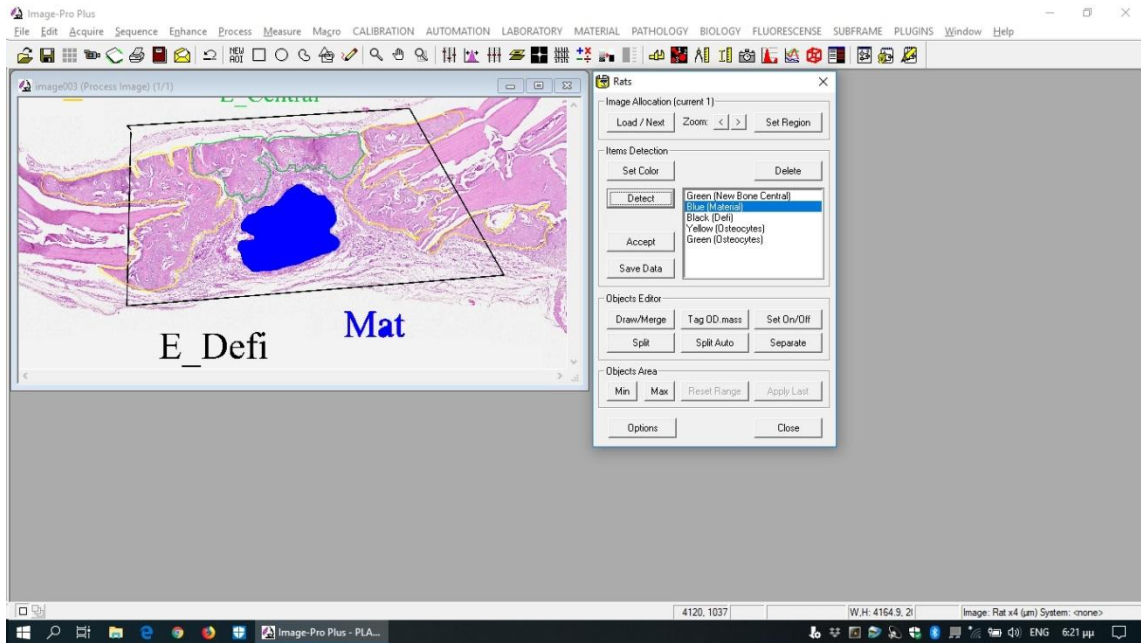 Image-Pro Plus
File Edit Acquire Sequence Enhance Process Measure Macro CALIBRATION AUTOMATION LABORATORY MATERIAL PATHOLOGY BIOLOGY FLUORESCENSE SUBFRAME PLUGINS Window Help
NEW AOI
image003 (Process Image) (1/1)
E_Central
E_Defi
Mat
Rats
Image Allocation (current 1)
Load / Next Zoom: < > Set Region
Items Detection
Set Color Delete
Detect
Green (New Bone Central)
Blue (Material)
Black (Defi)
Yellow (Osteocytes)
Green (Osteocytes)
Accept
Save Data
Objects Editor
Draw/Merge Tag OD.mass Set On/Off
Split Split Auto Separate
Objects Area
Min Max Reset Range Apply Last
Options Close
4120, 1037 W,H: 4164.9, 2 Image: Rat x4 (μm) System: <none>
Image-Pro Plus - PLA... ENG 6:21 μμ